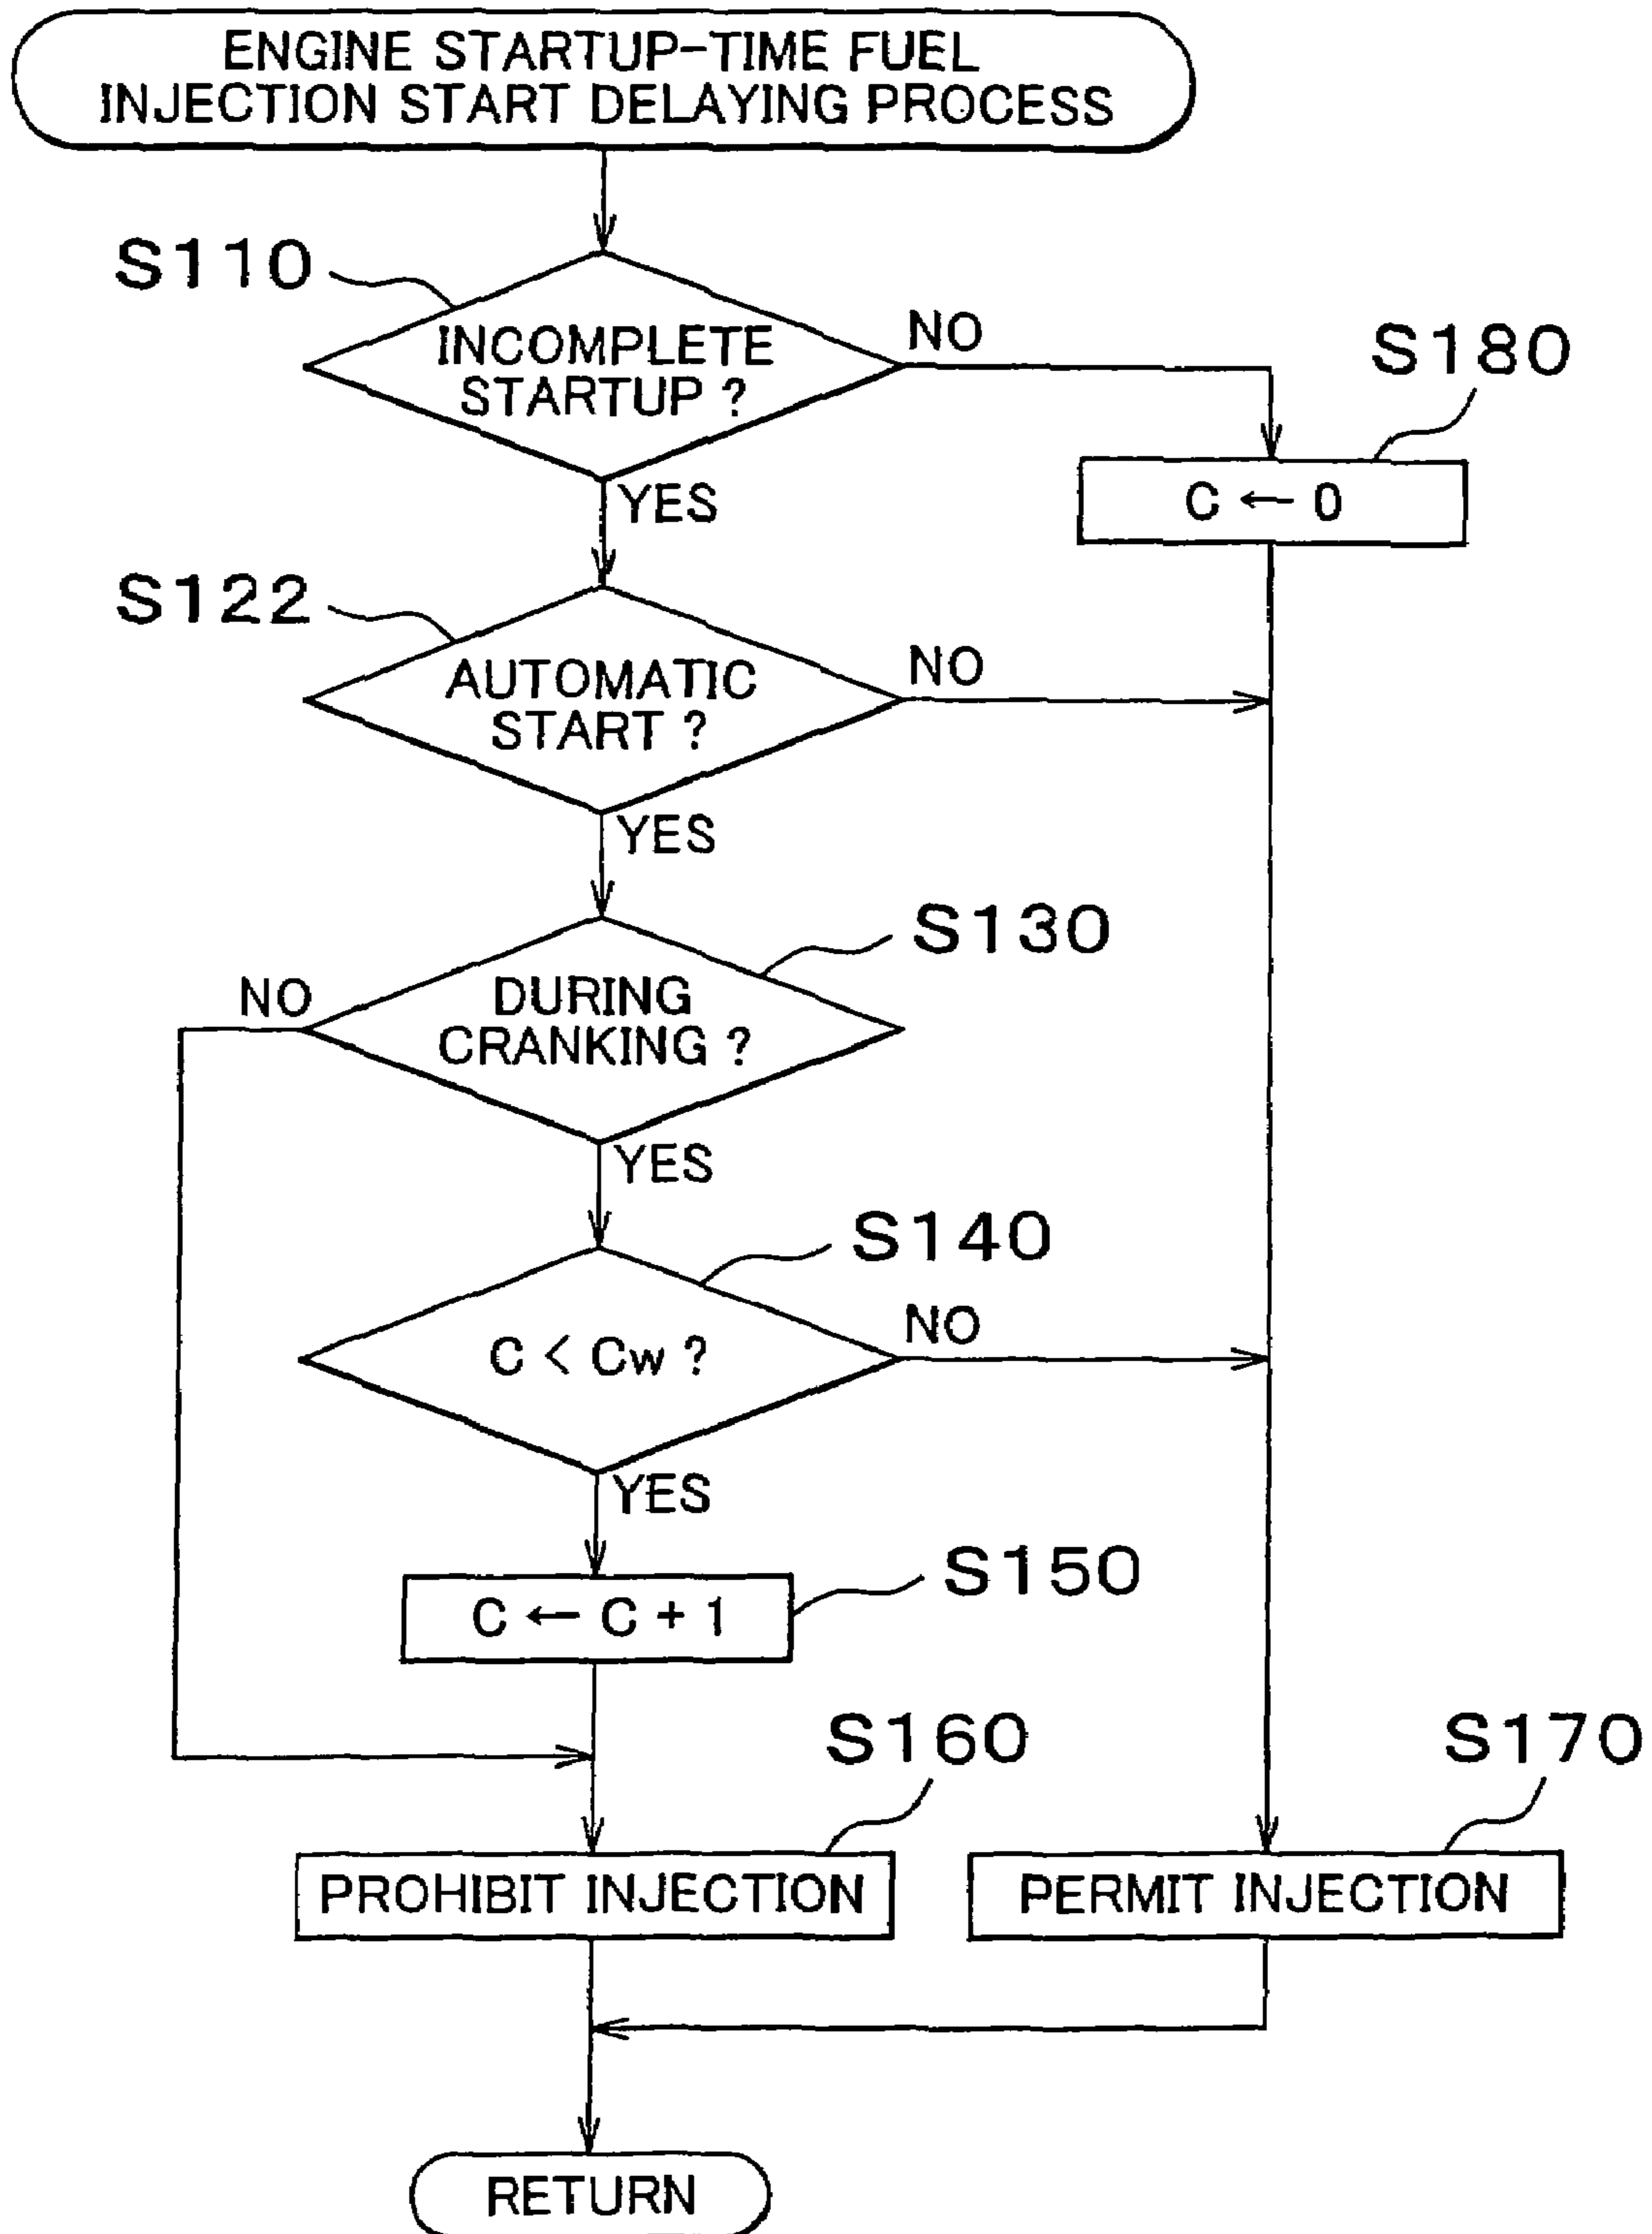 ENGINE STARTUP-TIME FUEL
INJECTION START DELAYING PROCESS
S110
INCOMPLETE
STARTUP ?
NO
YES
S180
C ← 0
S122
AUTOMATIC
START ?
NO
YES
S130
DURING
CRANKING ?
NO
YES
S140
C < Cw ?
NO
YES
S150
C ← C + 1
S160
PROHIBIT INJECTION
S170
PERMIT INJECTION
RETURN